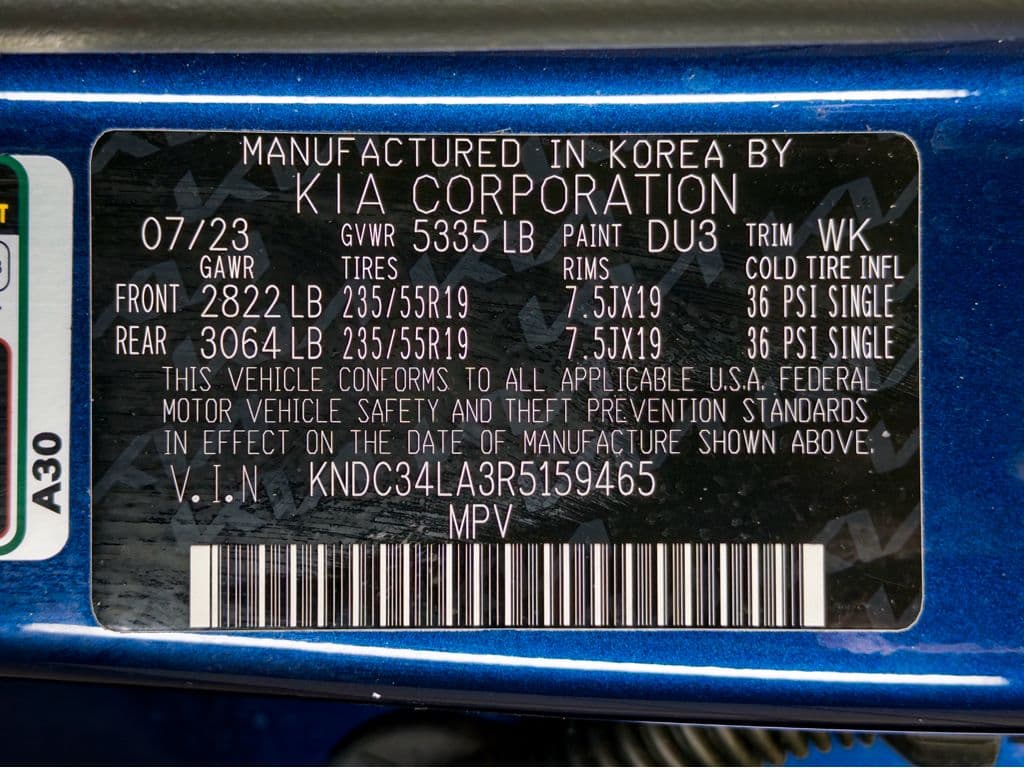 MANUFACTURED IN KOREA BY
KIA CORPORATION
07/23 GVWR 5335 LB PAINT DU3 TRIM WK
GAWR TIRES RIMS COLD TIRE INFL
FRONT 2822 LB 235/55R19 7.5JX19 36 PSI SINGLE
REAR 3064 LB 235/55R19 7.5JX19 36 PSI SINGLE
THIS VEHICLE CONFORMS TO ALL APPLICABLE U.S.A. FEDERAL
MOTOR VEHICLE SAFETY AND THEFT PREVENTION STANDARDS
IN EFFECT ON THE DATE OF MANUFACTURE SHOWN ABOVE.
V.I.N KNDC34LA3R5159465
MPV
A30